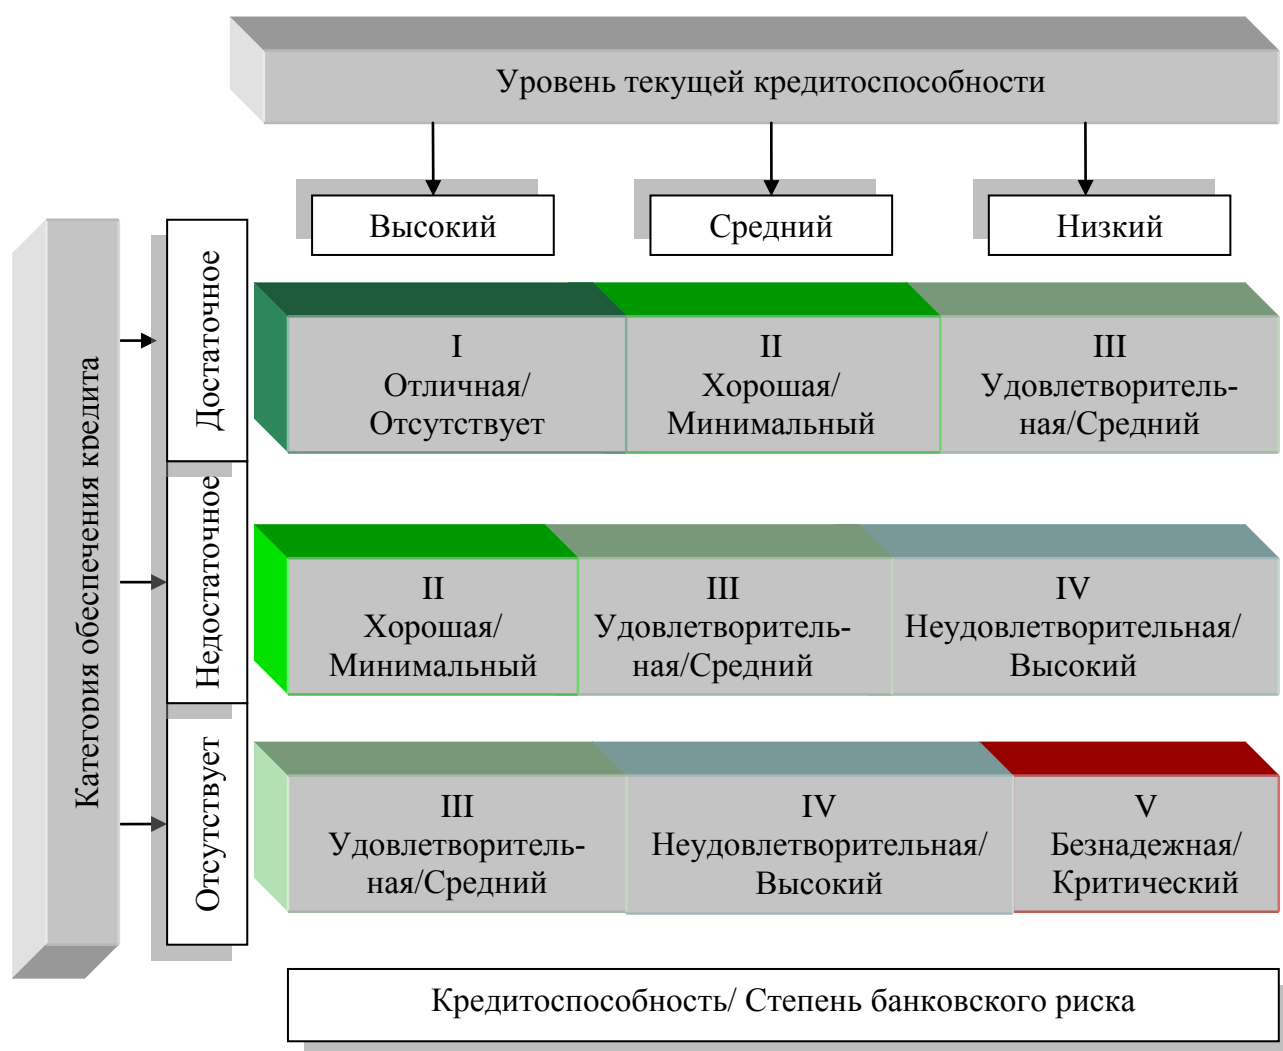 Уровень текущей кредитоспособности
Высокий
Средний
Низкий
Категория обеспечения кредита
Достаточное
I
Отличная/
Отсутствует
II
Хорошая/
Минимальный
III
Удовлетворитель-
ная/Средний
Недостаточное
II
Хорошая/
Минимальный
III
Удовлетворитель-
ная/Средний
IV
Неудовлетворительная/
Высокий
Отсутствует
III
Удовлетворитель-
ная/Средний
IV
Неудовлетворительная/
Высокий
V
Безнадежная/
Критический
Кредитоспособность/ Степень банковского риска